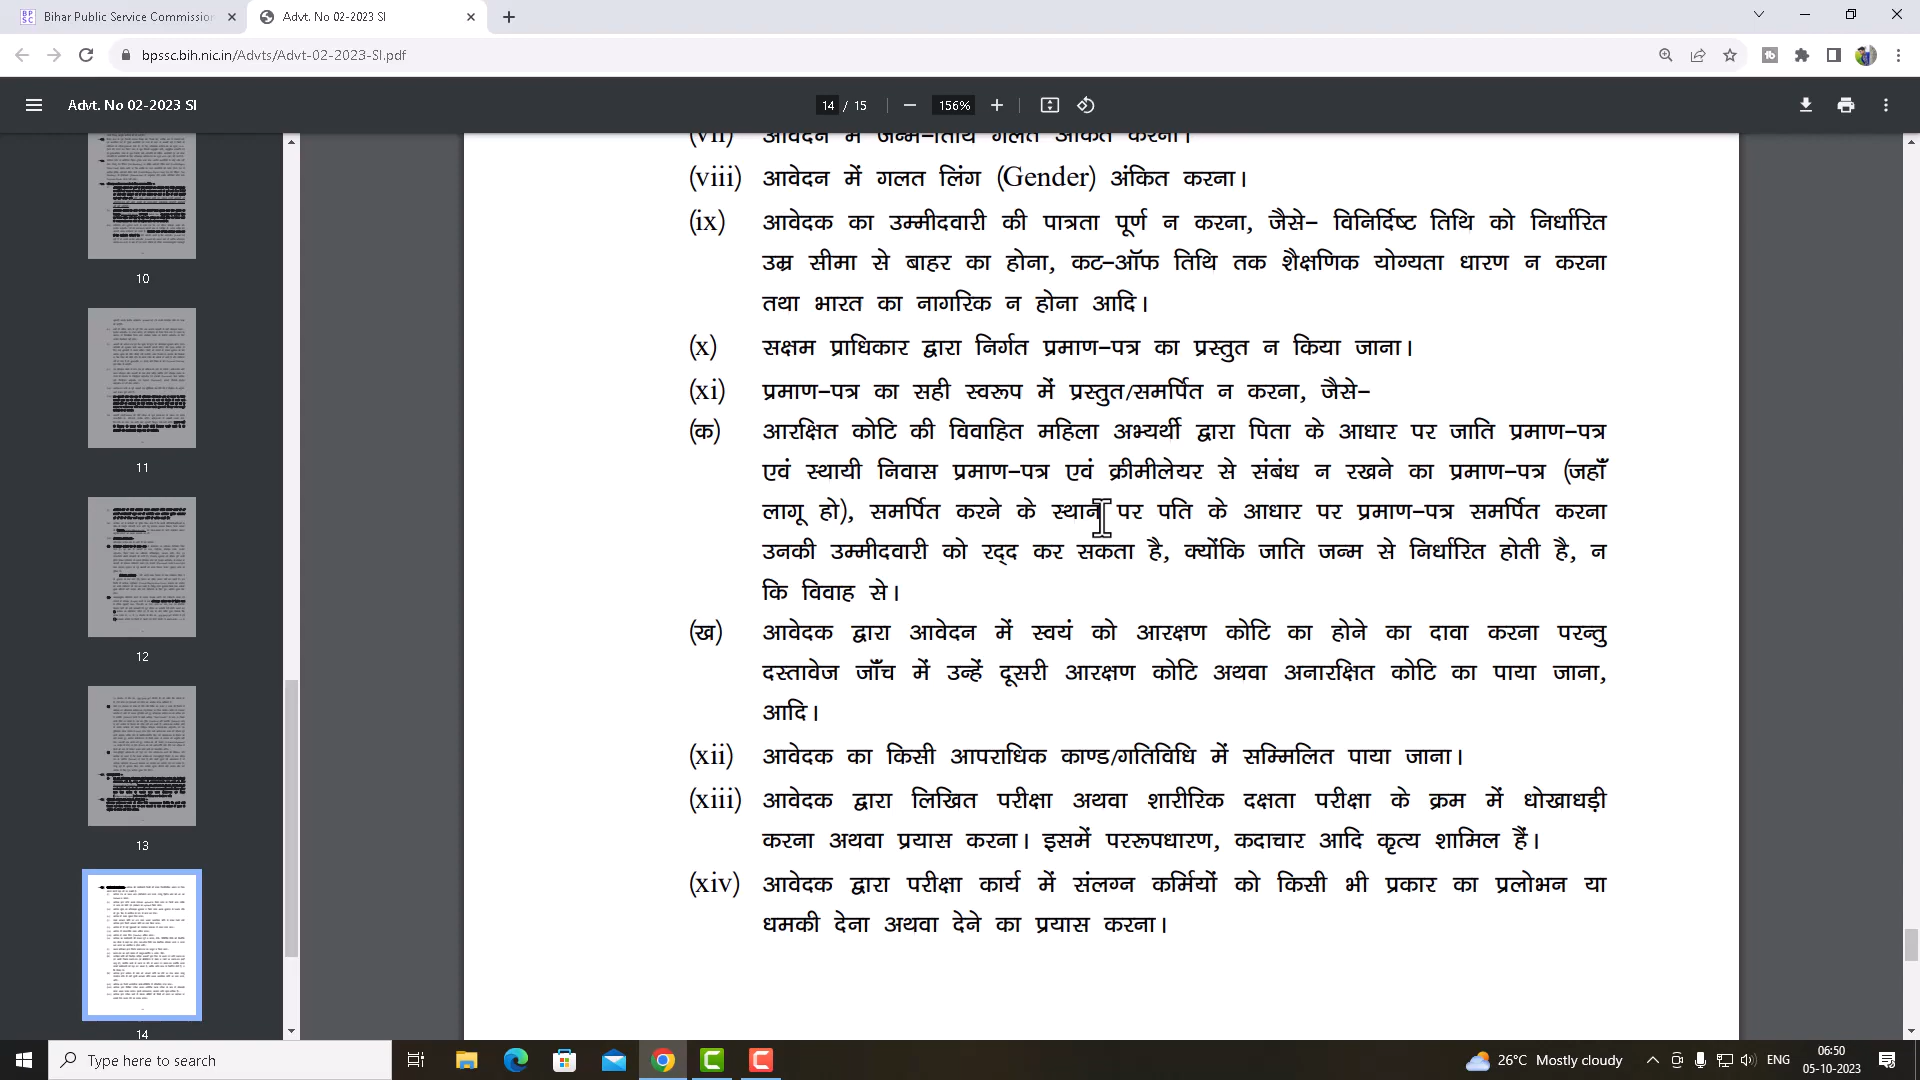 Bihar Public Service Commission
Advt. No 02-2023 SI
bpssc.bih.nic.in/Advts/Advt-02-2023-SI.pdf
Advt. No 02-2023 SI
14 / 15
156%
10
11
12
13
14
(vii) आवेदन में जन्म-तिथि गलत अंकित करना।
(viii) आवेदन में गलत लिंग (Gender) अंकित करना।
(ix) आवेदक का उम्मीदवारी की पात्रता पूर्ण न करना, जैसे- विनिर्दिष्ट तिथि को निर्धारित
उम्र सीमा से बाहर का होना, कट-ऑफ तिथि तक शैक्षणिक योग्यता धारण न करना
तथा भारत का नागरिक न होना आदि।
(x) सक्षम प्राधिकार द्वारा निर्गत प्रमाण-पत्र का प्रस्तुत न किया जाना।
(xi) प्रमाण-पत्र का सही स्वरूप में प्रस्तुत/समर्पित न करना, जैसे-
(क) आरक्षित कोटि की विवाहित महिला अभ्यर्थी द्वारा पिता के आधार पर जाति प्रमाण-पत्र
एवं स्थायी निवास प्रमाण-पत्र एवं क्रीमीलेयर से संबंध न रखने का प्रमाण-पत्र (जहाँ
लागू हो), समर्पित करने के स्थान पर पति के आधार पर प्रमाण-पत्र समर्पित करना
उनकी उम्मीदवारी को रद्द कर सकता है, क्योंकि जाति जन्म से निर्धारित होती है, न
कि विवाह से।
(ख) आवेदक द्वारा आवेदन में स्वयं को आरक्षण कोटि का होने का दावा करना परन्तु
दस्तावेज जाँच में उन्हें दूसरी आरक्षण कोटि अथवा अनारक्षित कोटि का पाया जाना,
आदि।
(xii) आवेदक का किसी आपराधिक काण्ड/गतिविधि में सम्मिलित पाया जाना।
(xiii) आवेदक द्वारा लिखित परीक्षा अथवा शारीरिक दक्षता परीक्षा के क्रम में धोखाधड़ी
करना अथवा प्रयास करना। इसमें पररूपधारण, कदाचार आदि कृत्य शामिल हैं।
(xiv) आवेदक द्वारा परीक्षा कार्य में संलग्न कर्मियों को किसी भी प्रकार का प्रलोभन या
धमकी देना अथवा देने का प्रयास करना।
Type here to search
26°C Mostly cloudy
ENG
06:50
05-10-2023